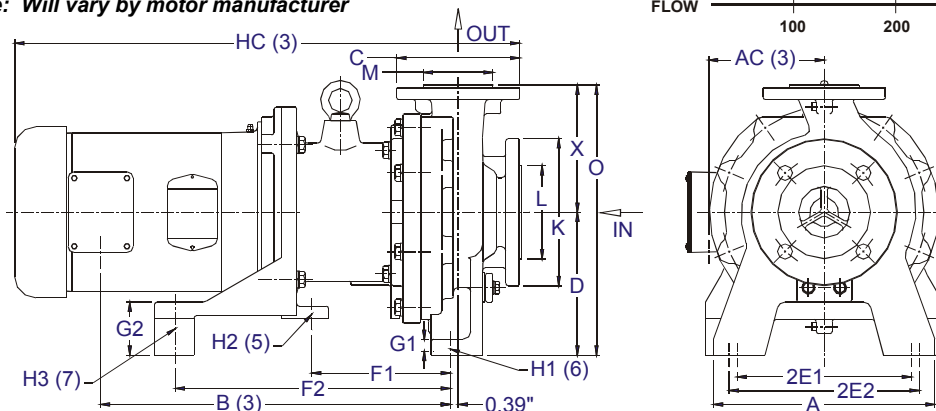 e: Will vary by motor manufacturer
FLOW
100 200
HC (3)
OUT
C
M
AC (3)
X
O
L
K
IN
D
G2
G1
H2 (5)
H3 (7)
F1
H1 (6)
F2
B (3)
0.39"
2E1
2E2
A